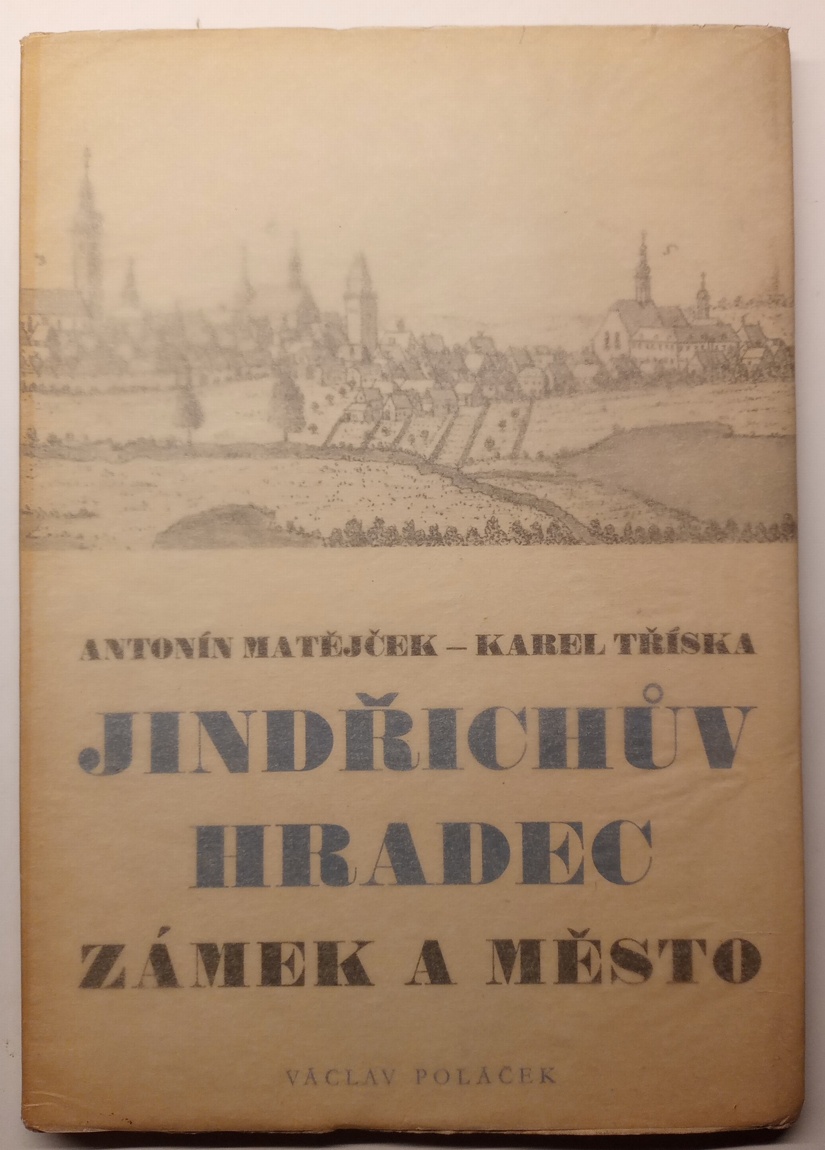 ANTONÍN MATĚJČEK – KAREL TŘÍSKA
JINDŘICHŮV
HRADEC
ZÁMEK A MĚSTO
VÁCLAV POLÁČEK